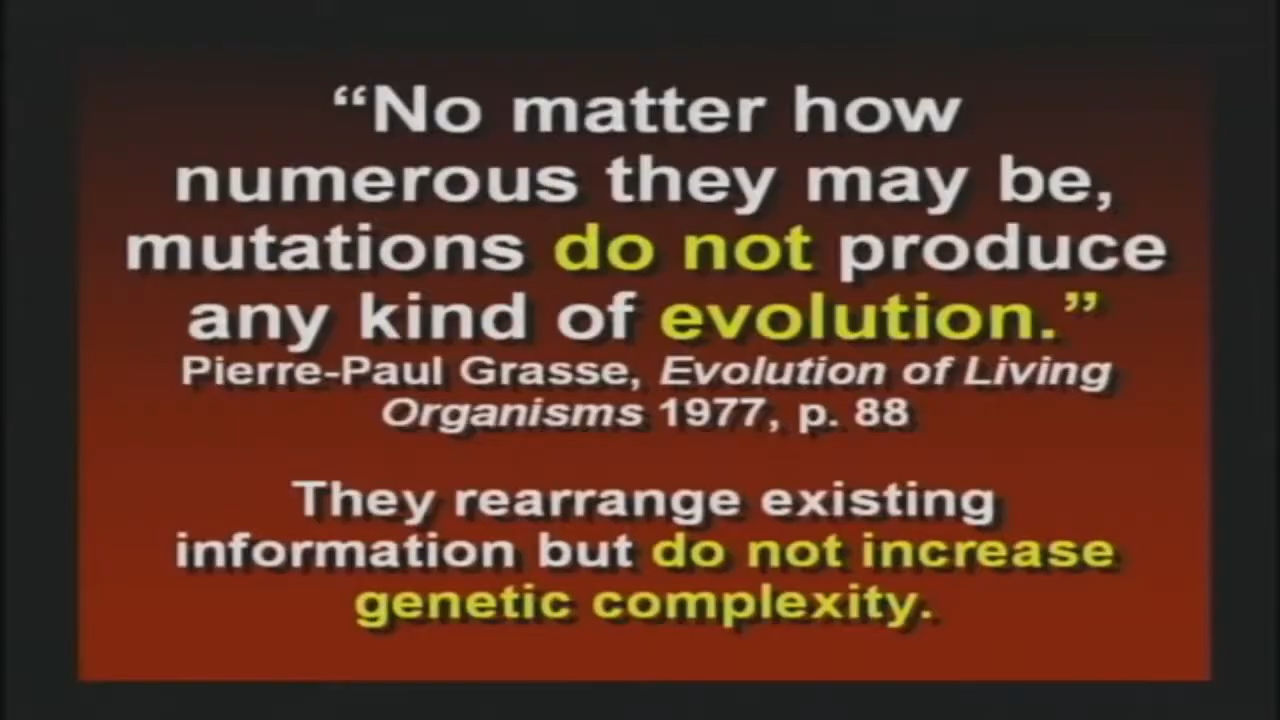 “No matter how
numerous they may be,
mutations do not produce
any kind of evolution.”
Pierre-Paul Grasse, Evolution of Living
Organisms 1977, p. 88
They rearrange existing
information but do not increase
genetic complexity.